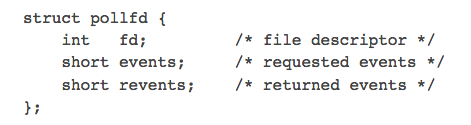 struct pollfd {
    int   fd;         /* file descriptor */
    short events;     /* requested events */
    short revents;    /* returned events */
};